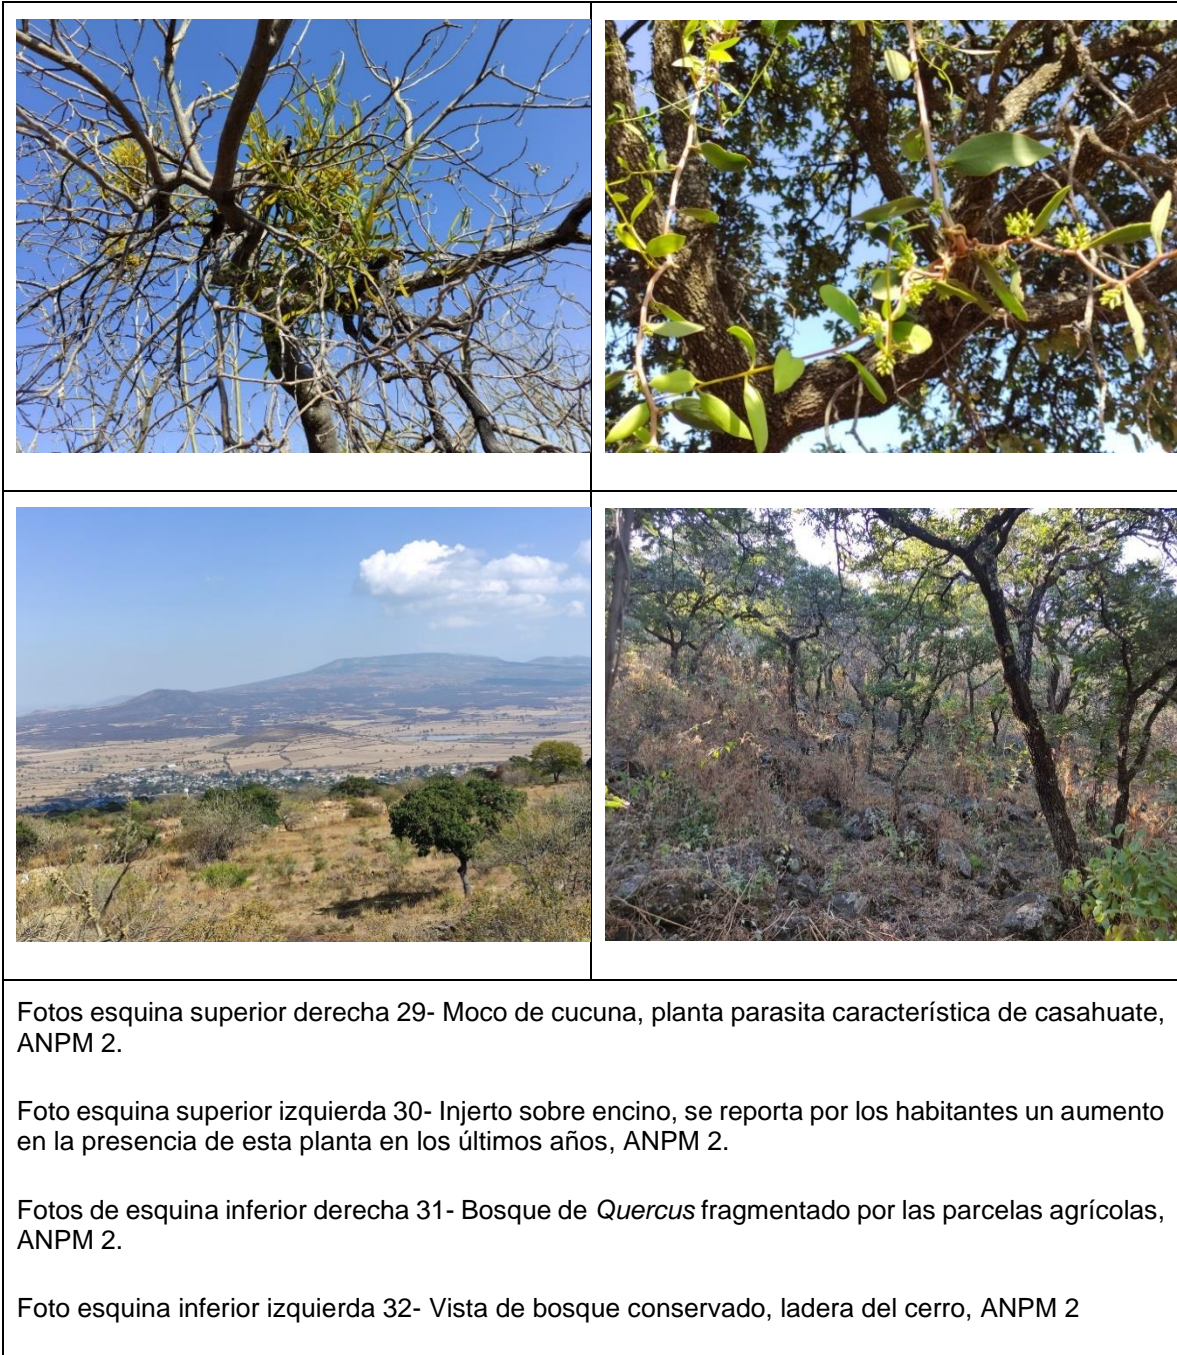 Fotos esquina superior derecha 29- Moco de cucuna, planta parasita característica de casahuate,
ANPM 2.
Foto esquina superior izquierda 30- Injerto sobre encino, se reporta por los habitantes un aumento
en la presencia de esta planta en los últimos años, ANPM 2.
Fotos de esquina inferior derecha 31- Bosque de Quercus fragmentado por las parcelas agrícolas,
ANPM 2.
Foto esquina inferior izquierda 32- Vista de bosque conservado, ladera del cerro, ANPM 2